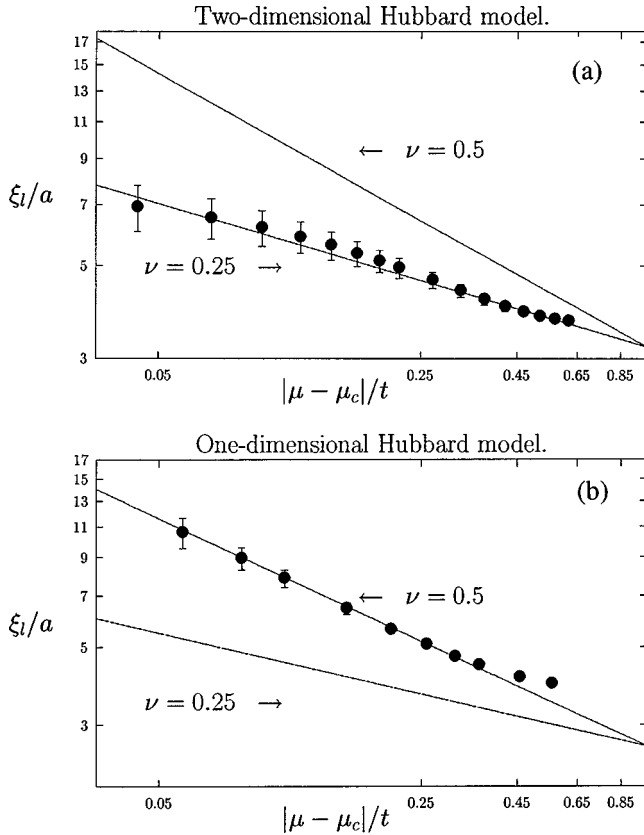 Two-dimensional Hubbard model.
17
15
13
11
9
7
5
3
(a)
← ν = 0.5
ξl/a
ν = 0.25 →
0.05 0.25 0.45 0.65 0.85
|μ − μc|/t
One-dimensional Hubbard model.
17
15
13
11
9
7
5
3
(b)
← ν = 0.5
ξl/a
ν = 0.25 →
0.05 0.25 0.45 0.65 0.85
|μ − μc|/t